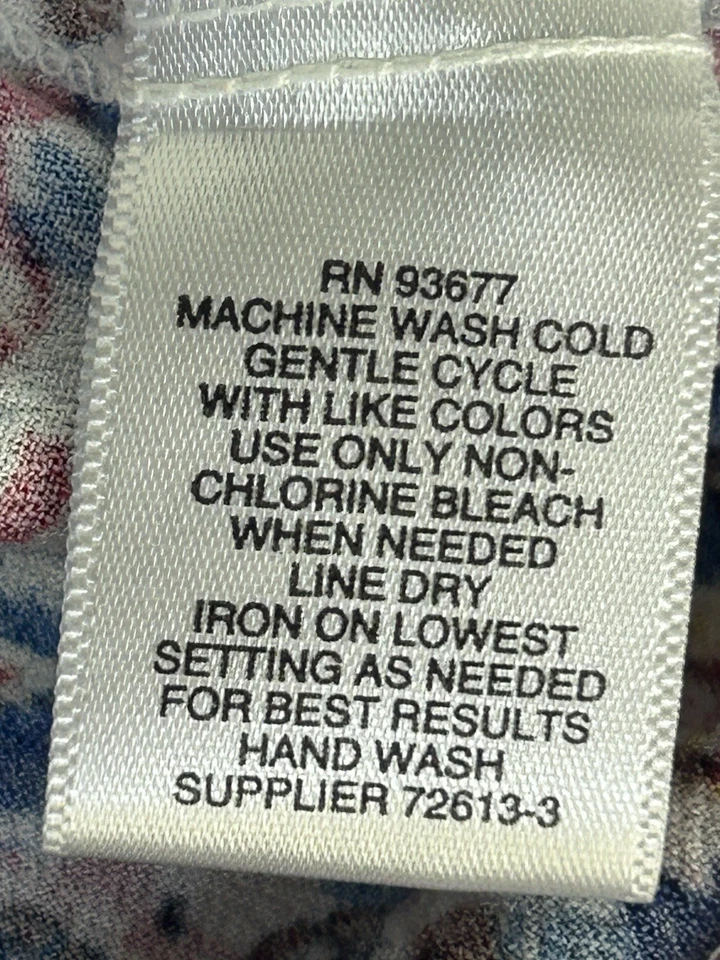 RN 93677
MACHINE WASH COLD
GENTLE CYCLE
WITH LIKE COLORS
USE ONLY NON-
CHLORINE BLEACH
WHEN NEEDED
LINE DRY
IRON ON LOWEST
SETTING AS NEEDED
FOR BEST RESULTS
HAND WASH
SUPPLIER 72613-3